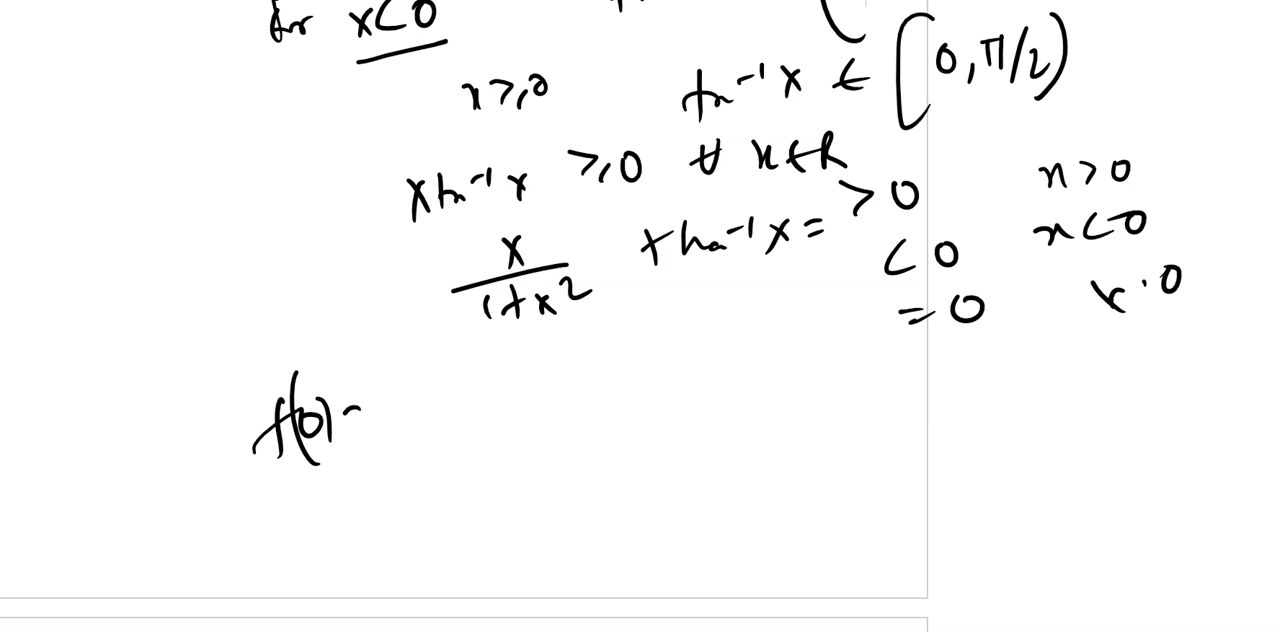 for x<0
x≥0 tan⁻¹x ∈ [0, π/2)
x tan⁻¹ x ≥0 ∀ x∈R
x/(1+x²) + tan⁻¹x = >0 x>0
<0 x<0
=0 x=0
f(0) =